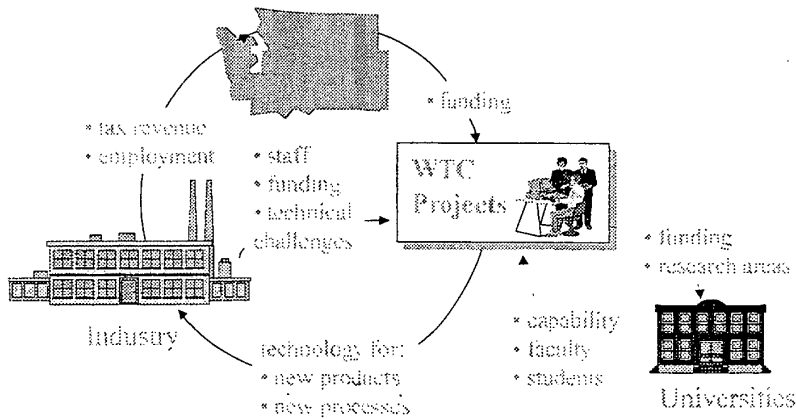 • funding
• tax revenue
• employment
• staff
• funding
• technical
challenges
WTC
Projects
• funding
• research areas
Industry
technology for:
• new products
• new processes
• capability
• faculty
• students
Universities